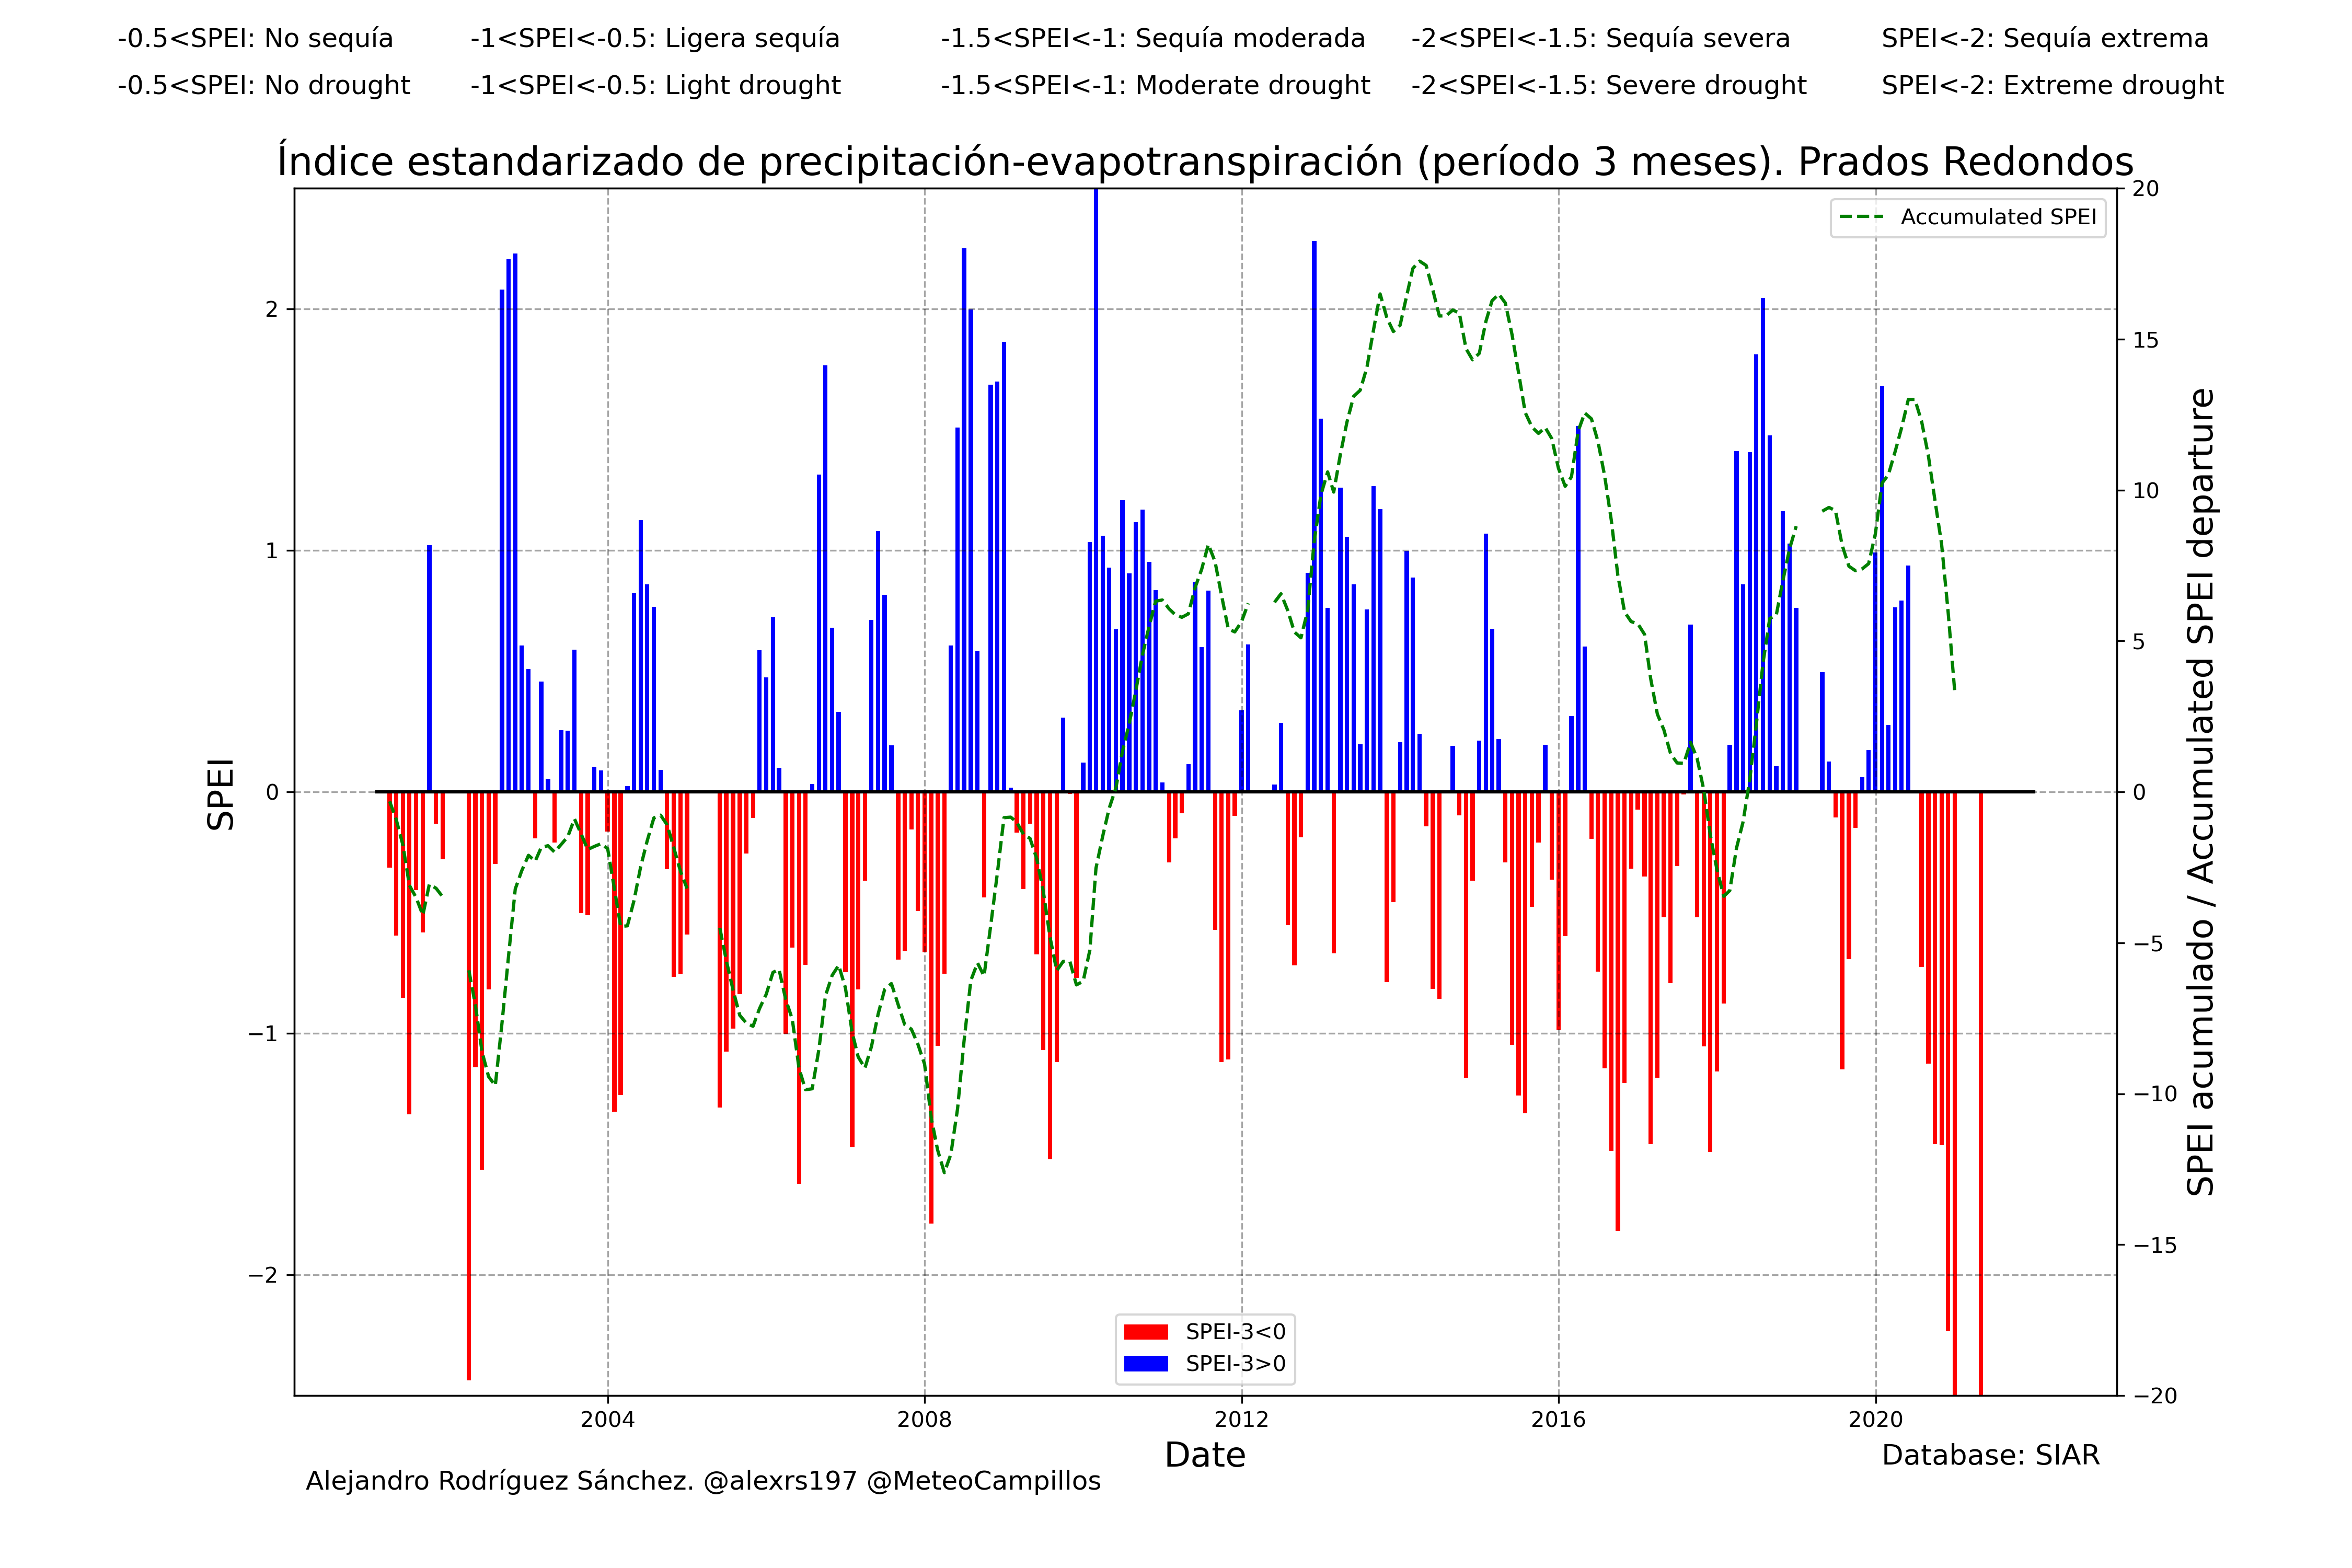 -0.5<SPEI: No sequía -1<SPEI<-0.5: Ligera sequía -1.5<SPEI<-1: Sequía moderada -2<SPEI<-1.5: Sequía severa SPEI<-2: Sequía extrema
-0.5<SPEI: No drought -1<SPEI<-0.5: Light drought -1.5<SPEI<-1: Moderate drought -2<SPEI<-1.5: Severe drought SPEI<-2: Extreme drought
Índice estandarizado de precipitación-evapotranspiración (período 3 meses). Prados Redondos
Accumulated SPEI
SPEI
2
1
0
−1
−2
20
15
10
5
0
−5
−10
−15
−20
SPEI acumulado / Accumulated SPEI departure
SPEI-3<0
SPEI-3>0
2004 2008 2012 2016 2020
Date
Database: SIAR
Alejandro Rodríguez Sánchez. @alexrs197 @MeteoCampillos